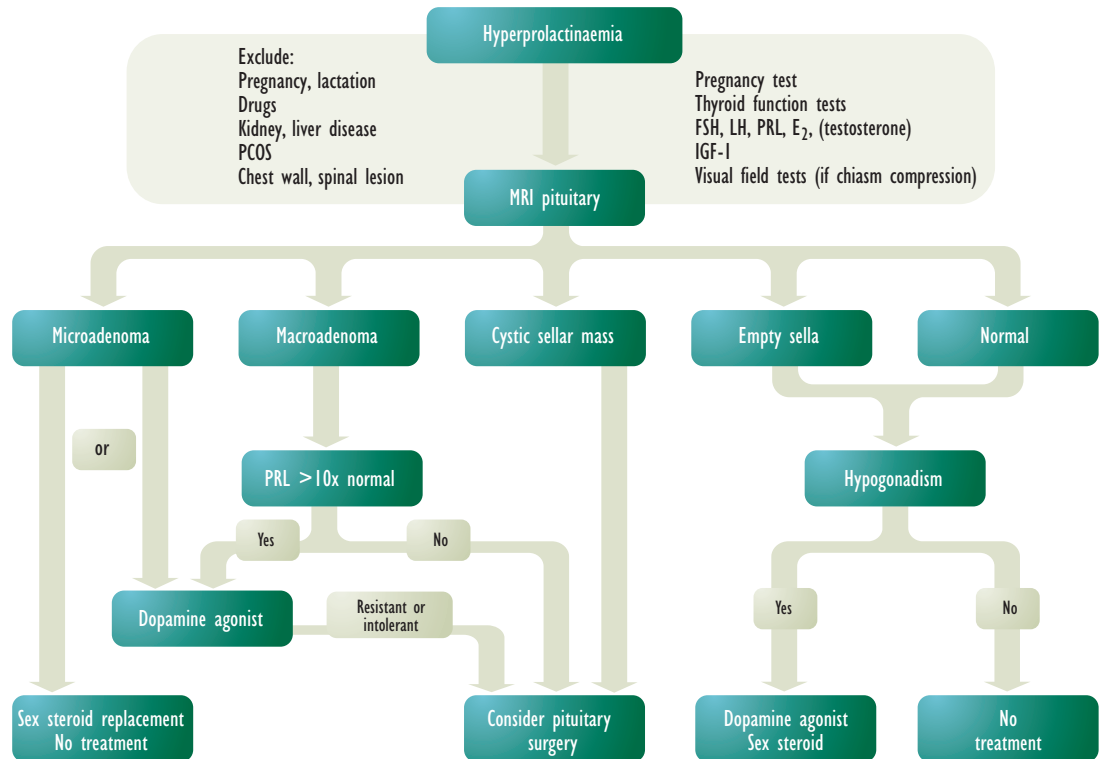 Hyperprolactinaemia
Exclude:
Pregnancy, lactation
Drugs
Kidney, liver disease
PCOS
Chest wall, spinal lesion
Pregnancy test
Thyroid function tests
FSH, LH, PRL, E₂, (testosterone)
IGF-I
Visual field tests (if chiasm compression)
MRI pituitary
Microadenoma
Macroadenoma
Cystic sellar mass
Empty sella
Normal
or
PRL >10x normal
Hypogonadism
Yes
No
Dopamine agonist
Resistant or
intolerant
Yes
No
Sex steroid replacement
No treatment
Consider pituitary
surgery
Dopamine agonist
Sex steroid
No
treatment